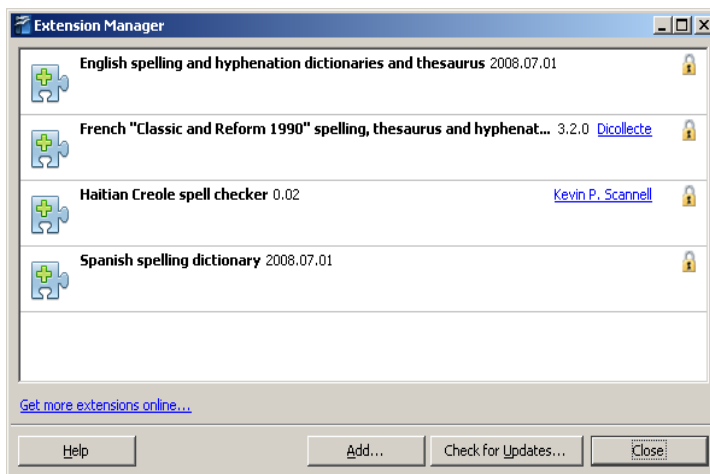 Extension Manager
English spelling and hyphenation dictionaries and thesaurus 2008.07.01
French "Classic and Reform 1990" spelling, thesaurus and hyphenat... 3.2.0 Dicollecte
Haitian Creole spell checker 0.02 Kevin P. Scannell
Spanish spelling dictionary 2008.07.01
Get more extensions online...
Help Add... Check for Updates... Close